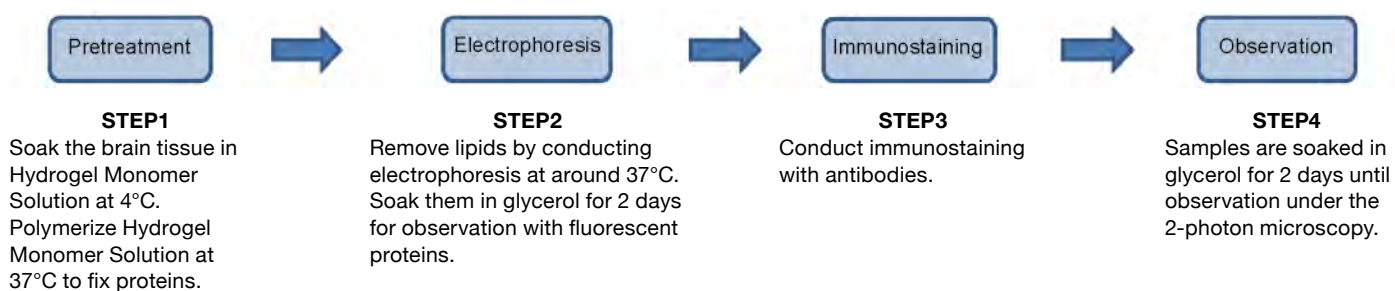 Pretreatment
Electrophoresis
Immunostaining
Observation
STEP1
Soak the brain tissue in
Hydrogel Monomer
Solution at 4°C.
Polymerize Hydrogel
Monomer Solution at
37°C to fix proteins.
STEP2
Remove lipids by conducting
electrophoresis at around 37°C.
Soak them in glycerol for 2 days
for observation with fluorescent
proteins.
STEP3
Conduct immunostaining
with antibodies.
STEP4
Samples are soaked in
glycerol for 2 days until
observation under the
2-photon microscopy.